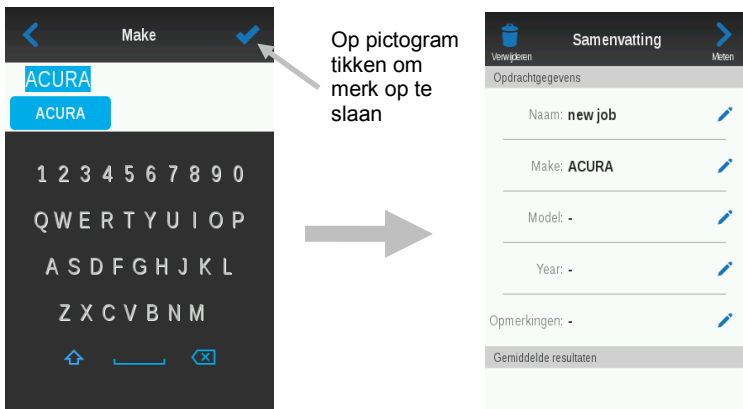 Make
ACURA
ACURA
1 2 3 4 5 6 7 8 9 0
Q W E R T Y U I O P
A S D F G H J K L
Z X C V B N M
Op pictogram
tikken om
merk op te
slaan
Samenvatting
Verwijderen
Meten
Opdrachtgegevens
Naam: new job
Make: ACURA
Model: -
Year: -
Opmerkingen: -
Gemiddelde resultaten